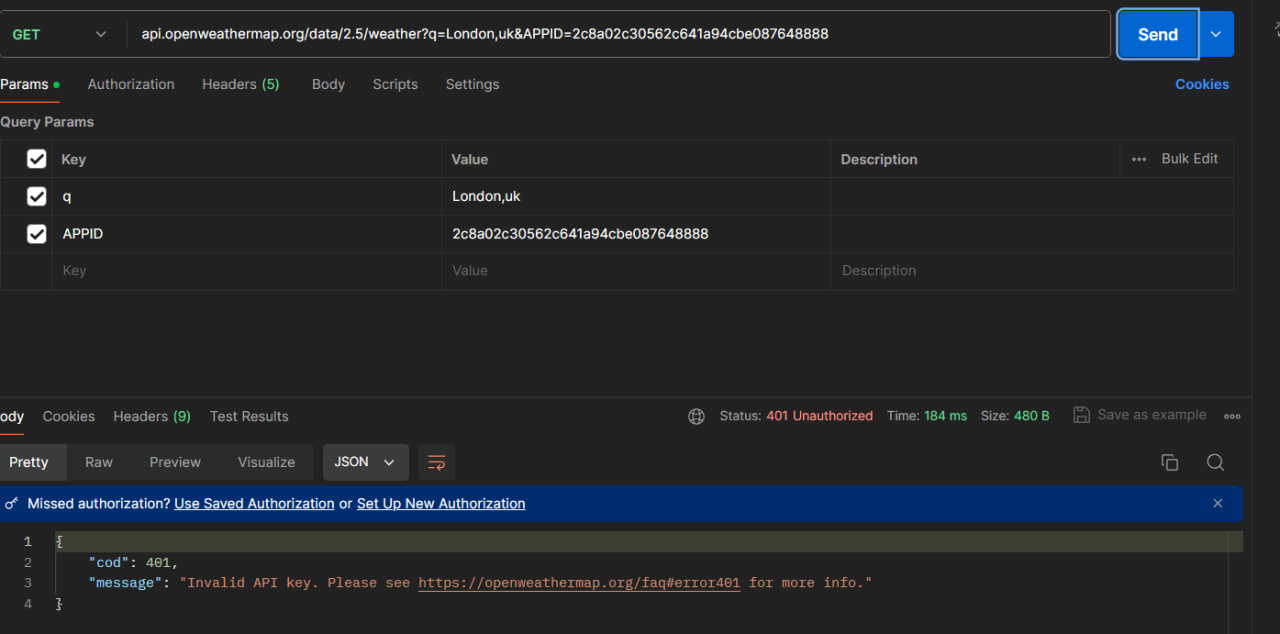 GET api.openweathermap.org/data/2.5/weather?q=London,uk&APPID=2c8a02c30562c641a94cbe087648888 Send
Params Authorization Headers (5) Body Scripts Settings Cookies
Query Params
Key Value Description Bulk Edit
q London,uk
APPID 2c8a02c30562c641a94cbe087648888
Key Value Description
ody Cookies Headers (9) Test Results Status: 401 Unauthorized Time: 184 ms Size: 480 B Save as example
Pretty Raw Preview Visualize JSON
Missed authorization? Use Saved Authorization or Set Up New Authorization
1 {
2 "cod": 401,
3 "message": "Invalid API key. Please see https://openweathermap.org/faq#error401 for more info."
4 }